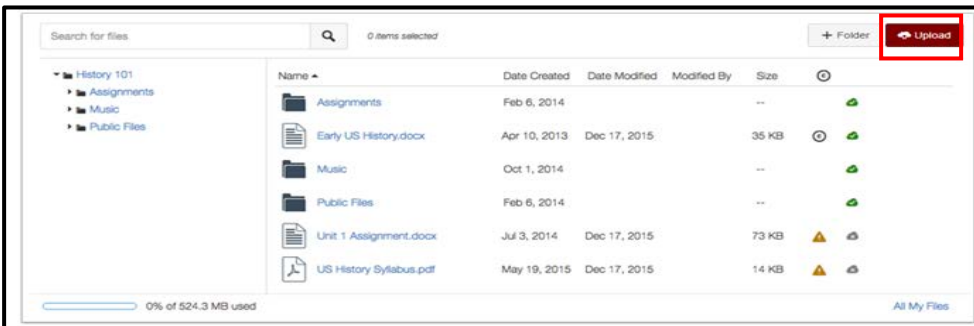 Search for files 0 items selected + Folder Upload
History 101
Assignments
Music
Public Files
Name Date Created Date Modified Modified By Size ©
Assignments Feb 6, 2014 --
Early US History.docx Apr 10, 2013 Dec 17, 2015 35 KB ©
Music Oct 1, 2014 --
Public Files Feb 6, 2014 --
Unit 1 Assignment.docx Jul 3, 2014 Dec 17, 2015 73 KB
US History Syllabus.pdf May 19, 2015 Dec 17, 2015 14 KB
0% of 524.3 MB used All My Files